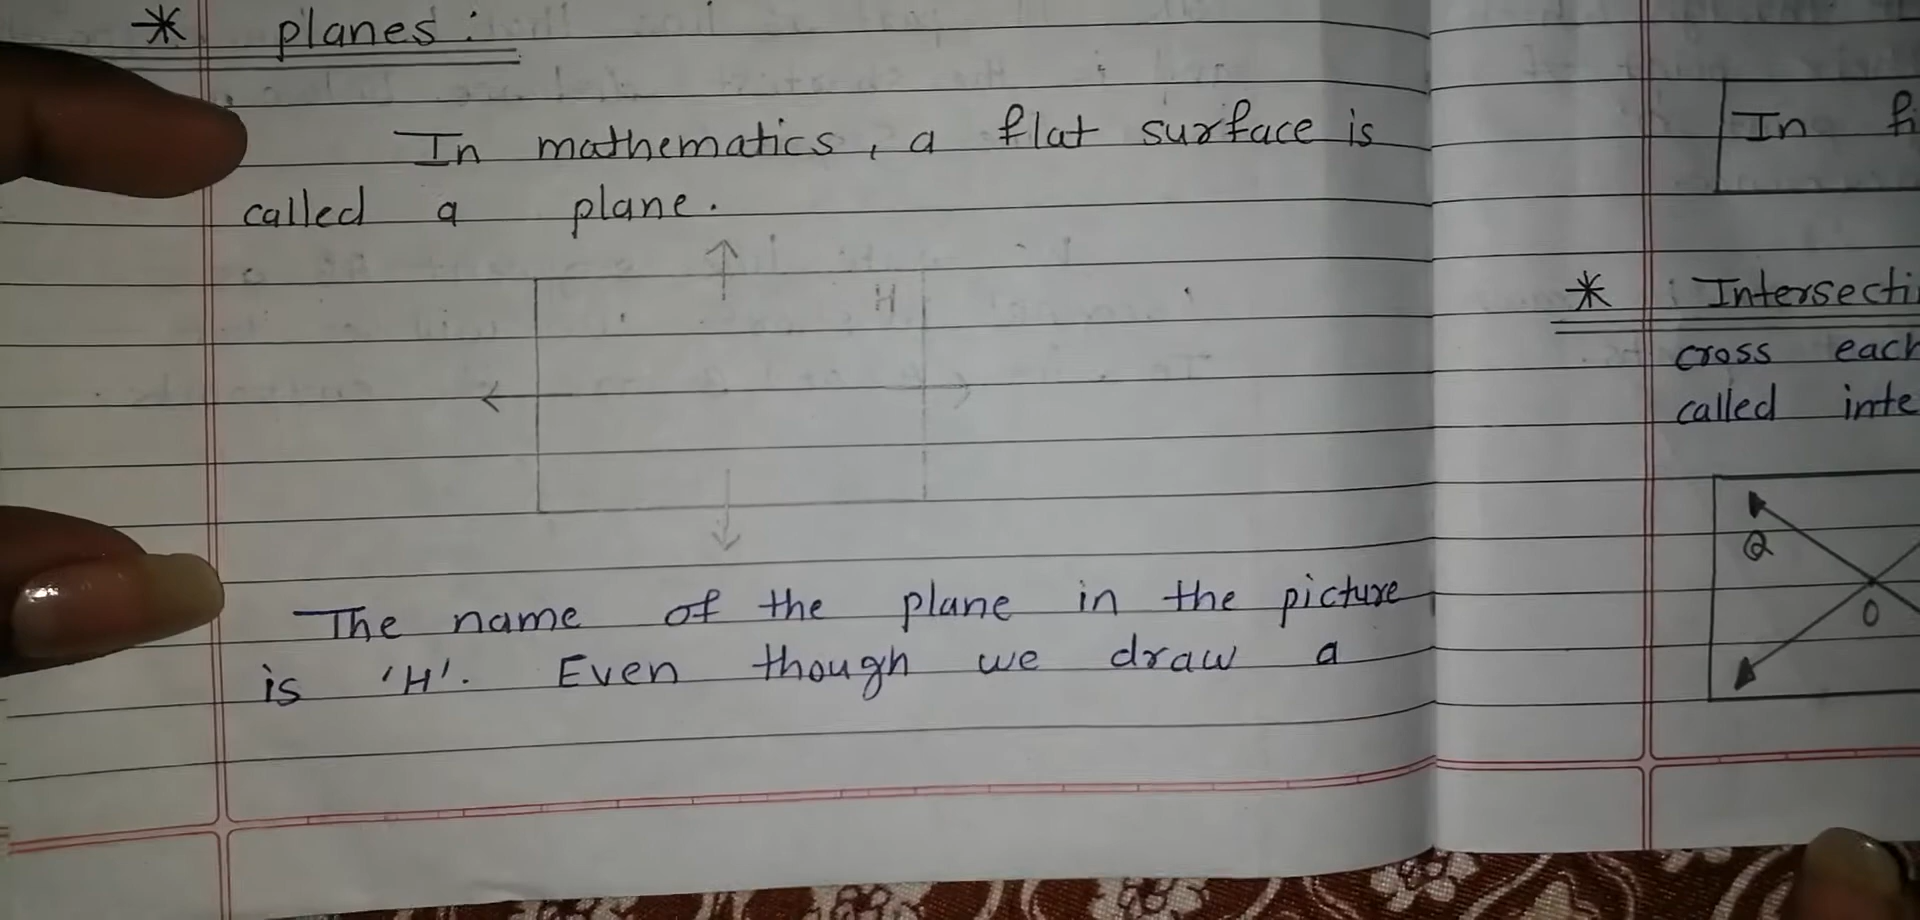 * planes :
In mathematics, a flat surface is
called a plane.
H
The name of the plane in the picture
is 'H'. Even though we draw a
In
* Intersecti
cross each
called inte
Q
O